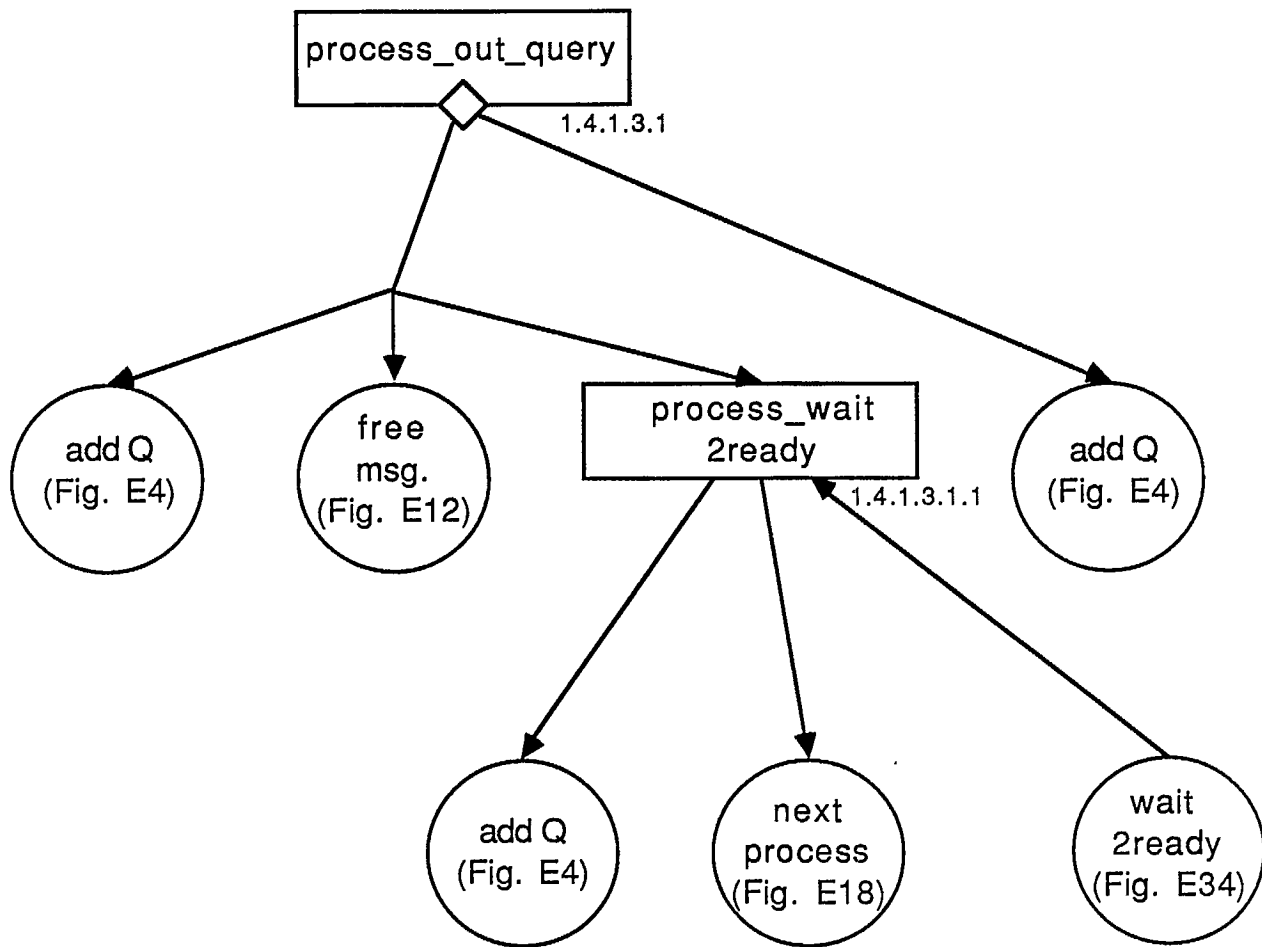 process_out_query
1.4.1.3.1
add Q
(Fig. E4)
free
msg.
(Fig. E12)
process_wait
2ready
1.4.1.3.1.1
add Q
(Fig. E4)
add Q
(Fig. E4)
next
process
(Fig. E18)
wait
2ready
(Fig. E34)